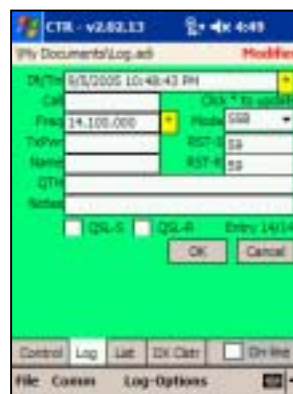 CTR - v2.02.13 4:49
\My Documents\Log.adi Modified
Dt/Tm 9/5/2005 10:48:43 PM *
Call Click * to update
Freq 14.100.000 * Mode SSB
TxPwr RST-S 59
Name RST-R 59
QTH
Notes
QSL-S QSL-R Entry 14/14
OK Cancel
Control Log List DX Clstr On-line
File Comm Log-Options